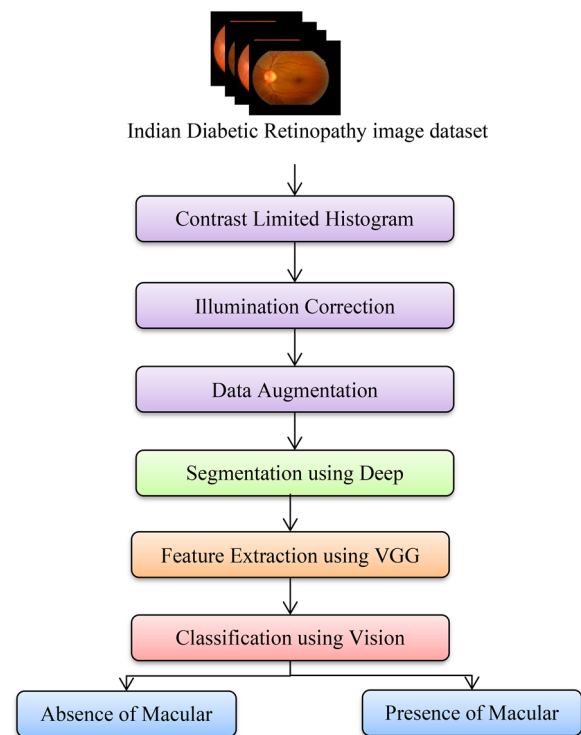 Indian Diabetic Retinopathy image dataset
Contrast Limited Histogram
Illumination Correction
Data Augmentation
Segmentation using Deep
Feature Extraction using VGG
Classification using Vision
Absence of Macular
Presence of Macular